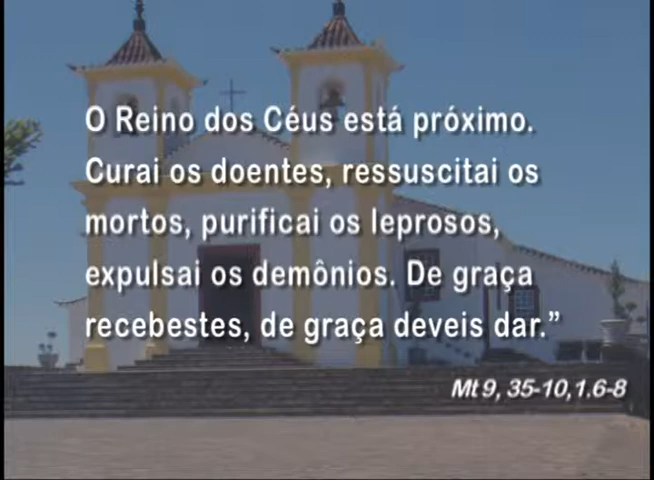 O Reino dos Céus está próximo.
Curai os doentes, ressuscitai os
mortos, purificai os leprosos,
expulsai os demônios. De graça
recebestes, de graça deveis dar.”
Mt 9, 35-10,1.6-8